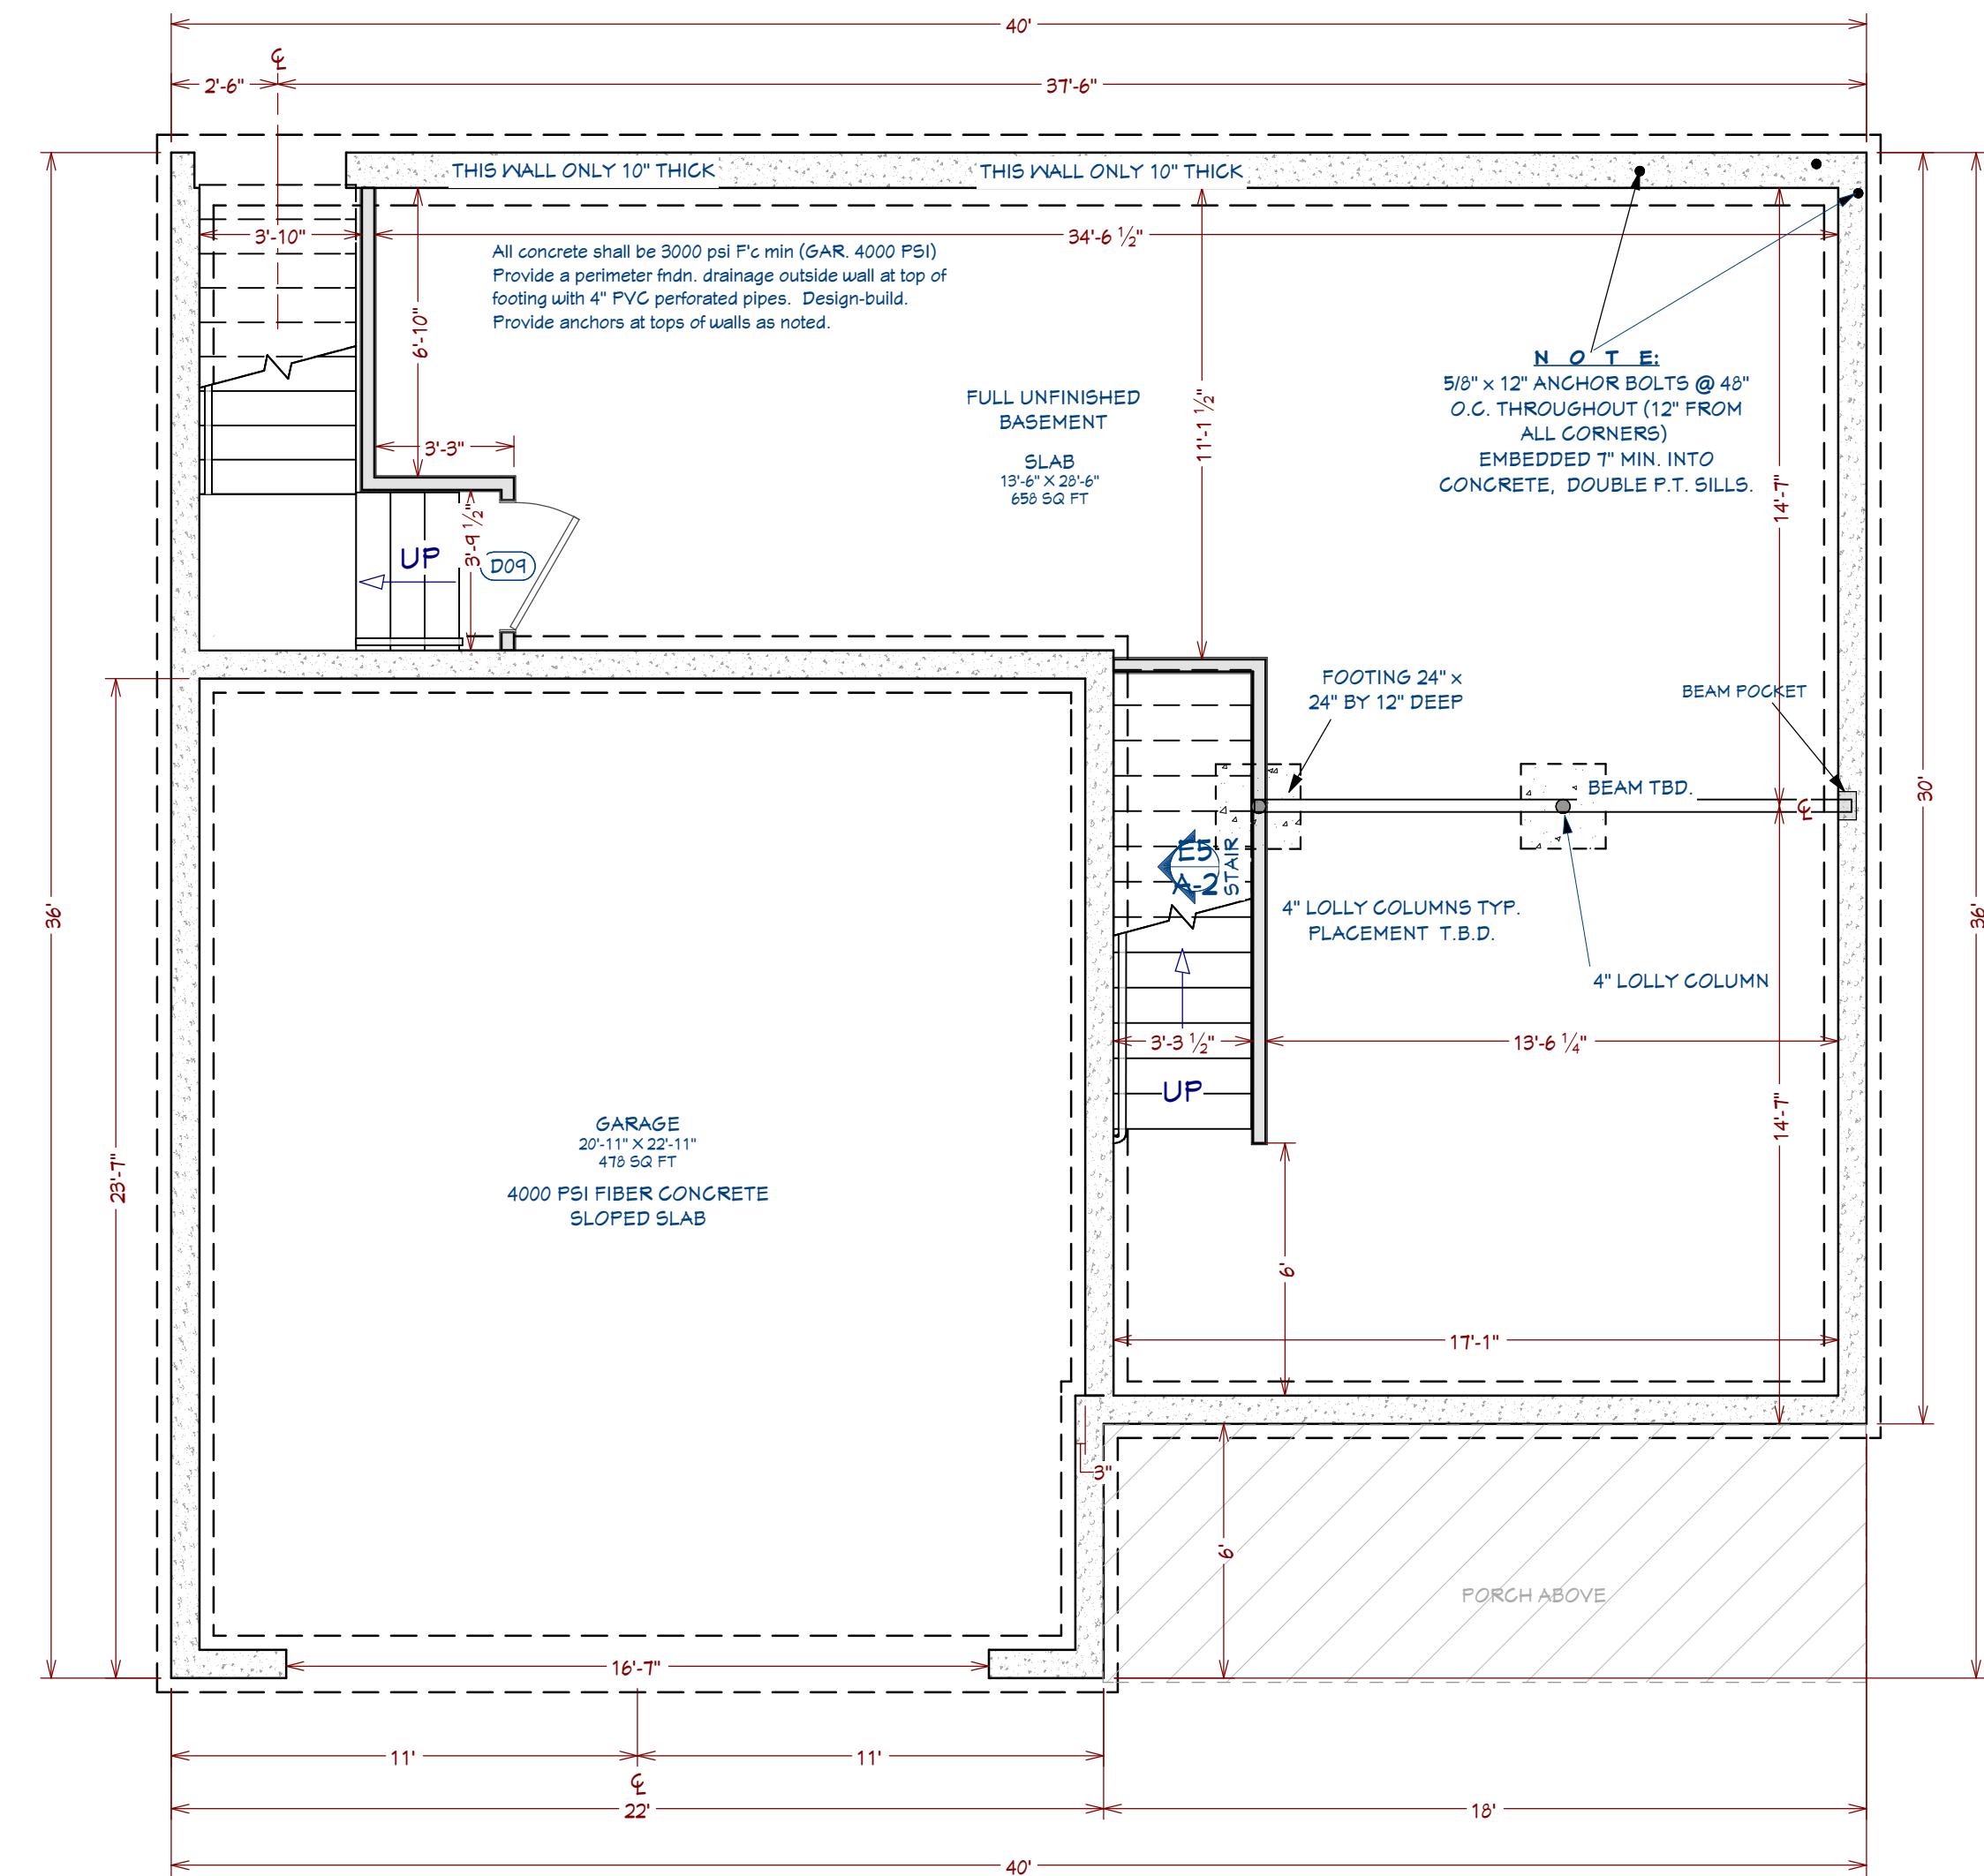 40'
℄
2'-6"
37'-6"
THIS WALL ONLY 10" THICK
THIS WALL ONLY 10" THICK
3'-10"
34'-6 ½"
All concrete shall be 3000 psi F'c min (GAR. 4000 PSI)
Provide a perimeter fndn. drainage outside wall at top of
footing with 4" PVC perforated pipes. Design-build.
Provide anchors at tops of walls as noted.
6'-10"
11'-1 ½"
14'-7"
N O T E:
5/8" x 12" ANCHOR BOLTS @ 48"
O.C. THROUGHOUT (12" FROM
ALL CORNERS)
EMBEDDED 7" MIN. INTO
CONCRETE, DOUBLE P.T. SILLS.
FULL UNFINISHED
BASEMENT
SLAB
13'-6" X 28'-6"
658 SQ FT
3'-3"
3'-9 ½"
UP
D09
FOOTING 24" x
24" BY 12" DEEP
BEAM POCKET
BEAM TBD.
℄
30'
36'
36'
E5
A-2
STAIR
4" LOLLY COLUMNS TYP.
PLACEMENT T.B.D.
4" LOLLY COLUMN
3'-3 ½"
13'-6 ¼"
UP
14'-7"
23'-7"
GARAGE
20'-11" X 22'-11"
478 SQ FT
4000 PSI FIBER CONCRETE
SLOPED SLAB
6'
17'-1"
3"
6'
PORCH ABOVE
16'-7"
11'
11'
℄
22'
18'
40'